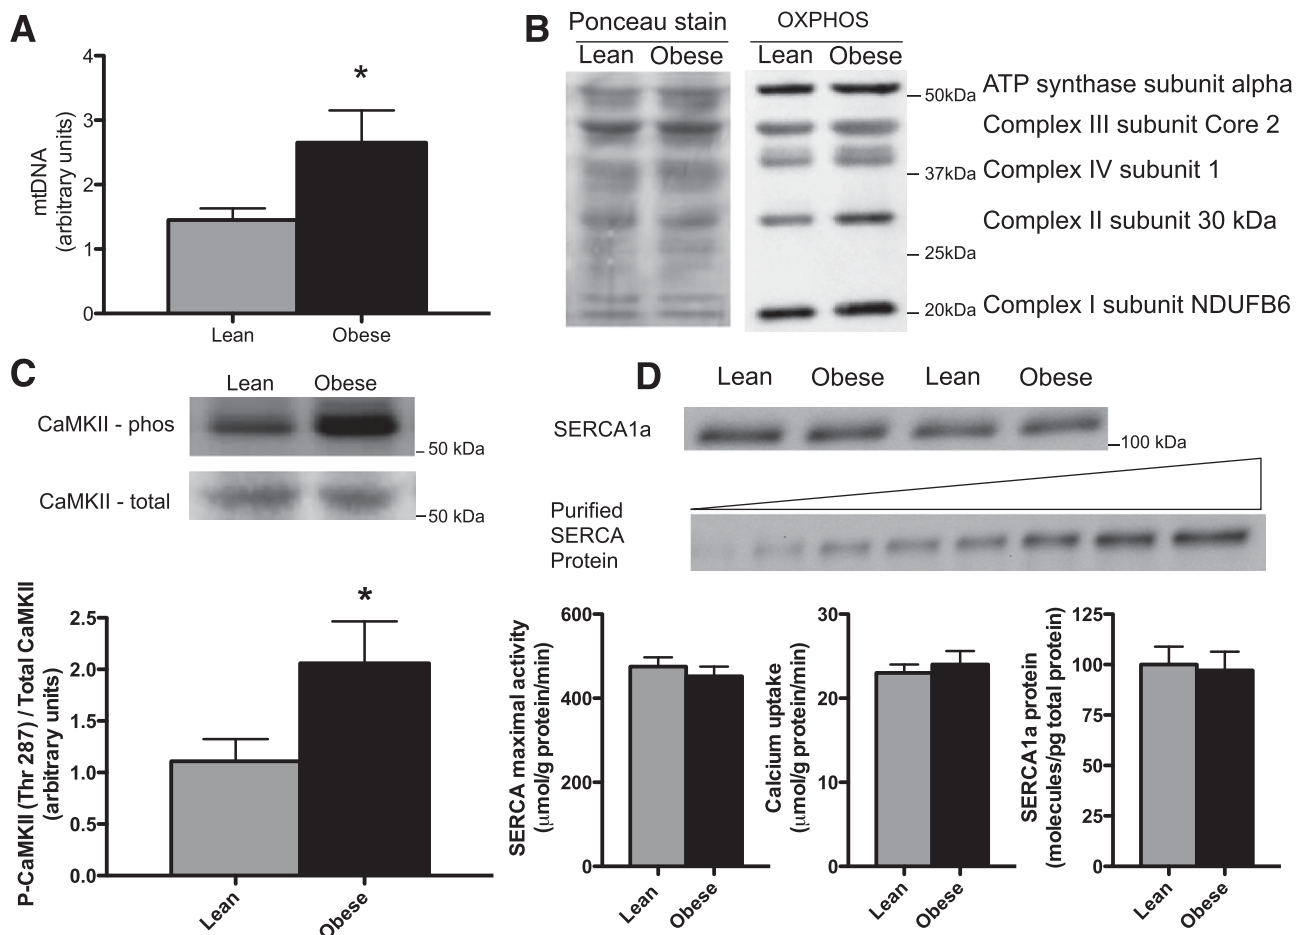 A
4
3
2
1
0
mtDNA
(arbitrary units)
*
Lean
Obese
B
Ponceau stain
OXPHOS
Lean Obese
Lean Obese
50kDa
37kDa
25kDa
20kDa
ATP synthase subunit alpha
Complex III subunit Core 2
Complex IV subunit 1
Complex II subunit 30 kDa
Complex I subunit NDUFB6
C
Lean Obese
CaMKII - phos
50 kDa
CaMKII - total
50 kDa
P-CaMKII (Thr 287) / Total CaMKII
(arbitrary units)
2.5
2.0
1.5
1.0
0.5
0.0
*
Lean
Obese
D
Lean Obese Lean Obese
SERCA1a
100 kDa
Purified
SERCA
Protein
SERCA maximal activity
(μmol/g protein/min)
600
400
200
0
Lean
Obese
Calcium uptake
(μmol/g protein/min)
30
20
10
0
Lean
Obese
SERCA1a protein
(molecules/pg total protein)
125
100
75
50
25
0
Lean
Obese